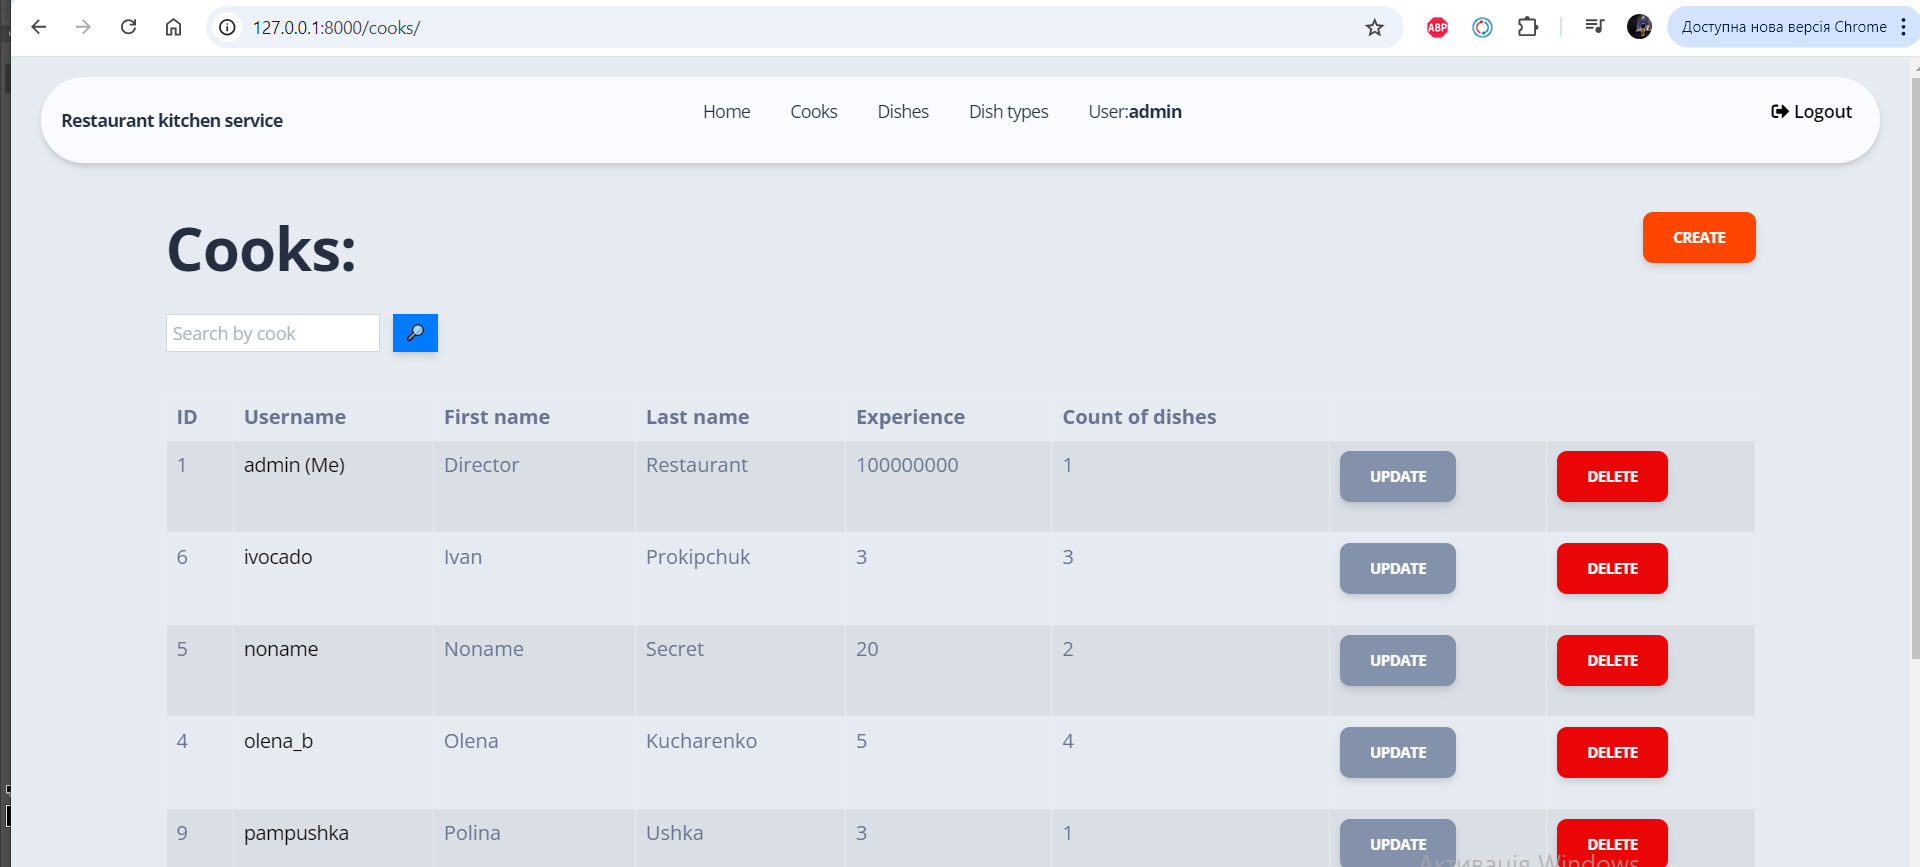 127.0.0.1:8000/cooks/
ABP
Доступна нова версія Chrome
Restaurant kitchen service
Home Cooks Dishes Dish types User:admin
Logout
Cooks:
CREATE
Search by cook
ID Username First name Last name Experience Count of dishes
1 admin (Me) Director Restaurant 100000000 1 UPDATE DELETE
6 ivocado Ivan Prokipchuk 3 3 UPDATE DELETE
5 noname Noname Secret 20 2 UPDATE DELETE
4 olena_b Olena Kucharenko 5 4 UPDATE DELETE
9 pampushka Polina Ushka 3 1 UPDATE DELETE
Активація Windows